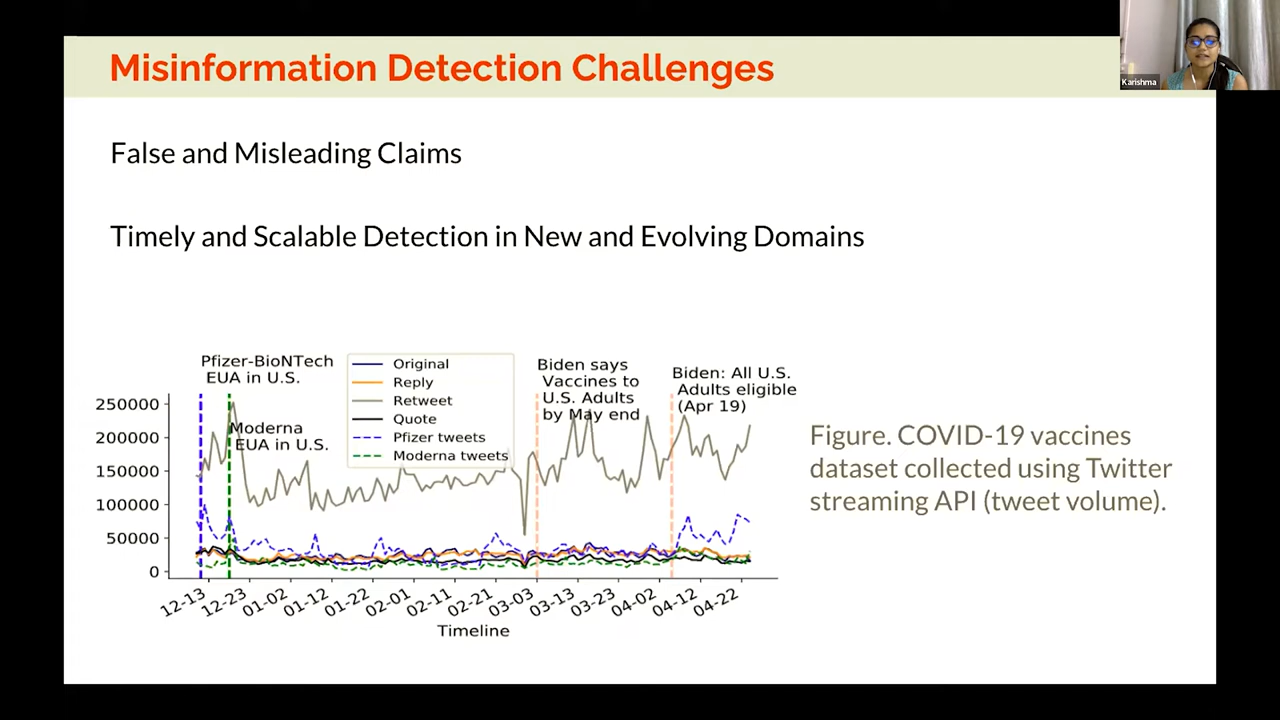 Misinformation Detection Challenges
Karishma
False and Misleading Claims
Timely and Scalable Detection in New and Evolving Domains
Pfizer-BioNTech
EUA in U.S.
Moderna
EUA in U.S.
Original
Reply
Retweet
Quote
Pfizer tweets
Moderna tweets
Biden says
Vaccines to
U.S. Adults
by May end
Biden: All U.S.
Adults eligible
(Apr 19)
250000
200000
150000
100000
50000
0
12-13
12-23
01-02
01-12
01-22
02-01
02-11
02-21
03-03
03-13
03-23
04-02
04-12
04-22
Timeline
Figure. COVID-19 vaccines
dataset collected using Twitter
streaming API (tweet volume).